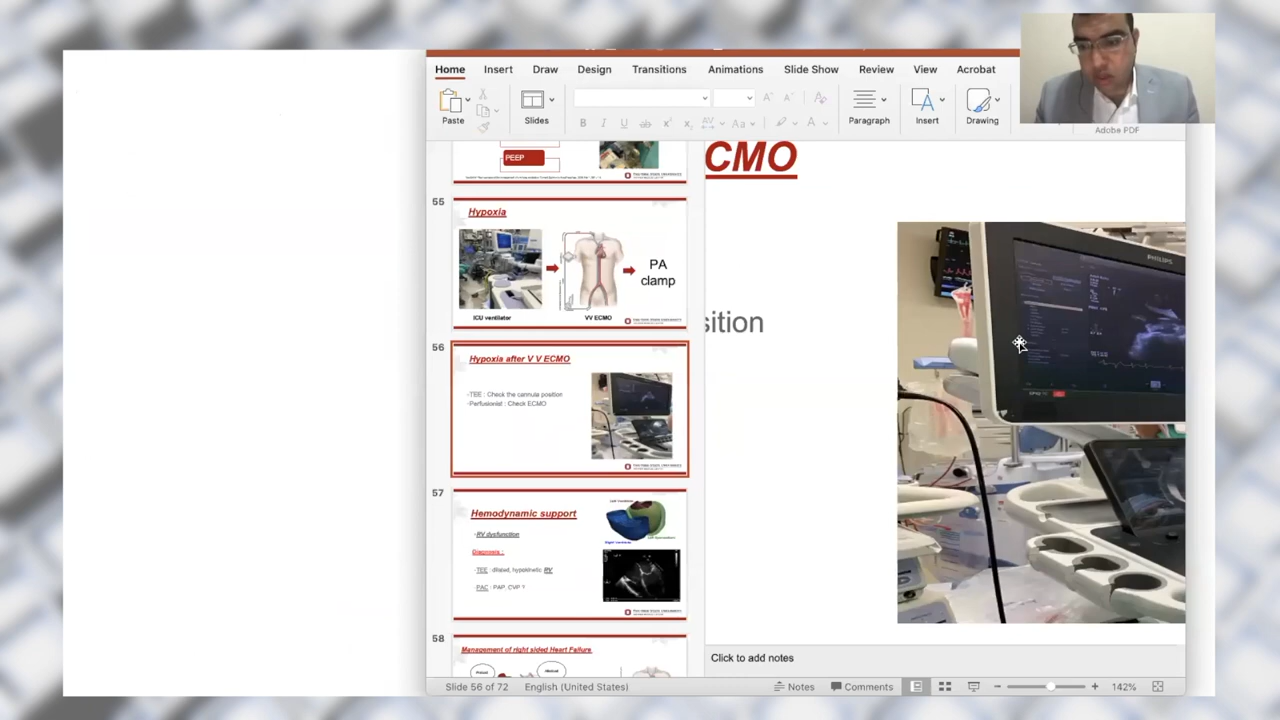 Home Insert Draw Design Transitions Animations Slide Show Review View Acrobat
Paste
Slides
Paragraph
Insert
Drawing
Adobe PDF
PEEP
55
Hypoxia
PA
clamp
ICU ventilator
VV ECMO
56
Hypoxia after V V ECMO
-TEE : Check the cannula position
-Perfusionist : Check ECMO
57
Hemodynamic support
-RV dysfunction
Diagnosis :
-TEE : dilated, hypokinetic RV
PAC : PAP, CVP ?
58
Management of right sided Heart Failure
CMO
sition
PHILIPS
Click to add notes
Slide 56 of 72 English (United States) Notes Comments 142%